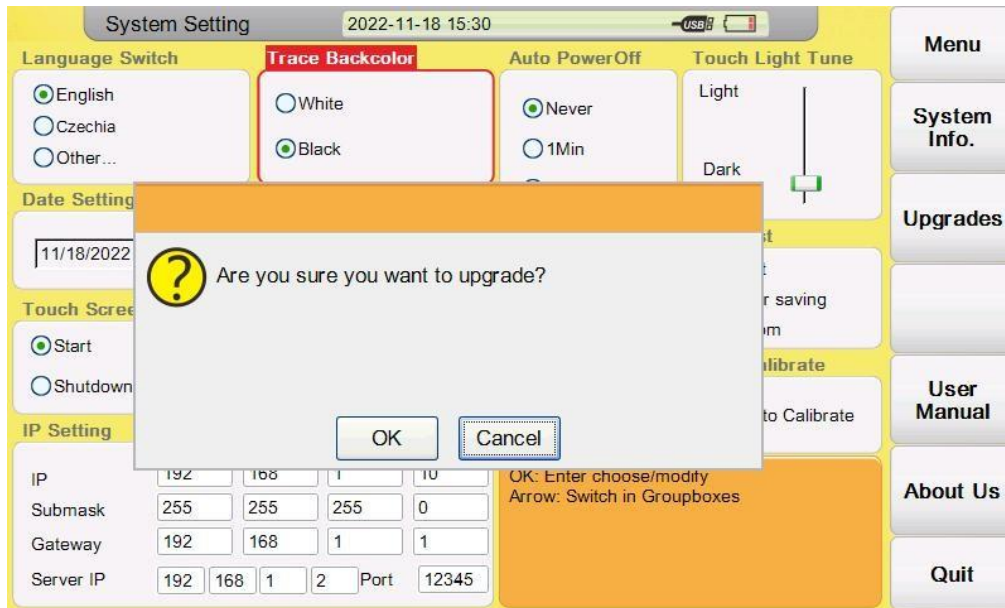 System Setting
2022-11-18 15:30
USB
Language Switch
English
Czechia
Other...
Trace Backcolor
White
Black
Auto PowerOff
Never
1Min
Touch Light Tune
Light
Dark
Date Setting
11/18/2022
Are you sure you want to upgrade?
OK
Cancel
r saving
Start
Shutdown
to Calibrate
IP Setting
IP
192
168
1
10
Submask
255
255
255
0
Gateway
192
168
1
1
Server IP
192
168
1
2
Port
12345
OK: Enter choose/modify
Arrow: Switch in Groupboxes
Menu
System
Info.
Upgrades
User
Manual
About Us
Quit